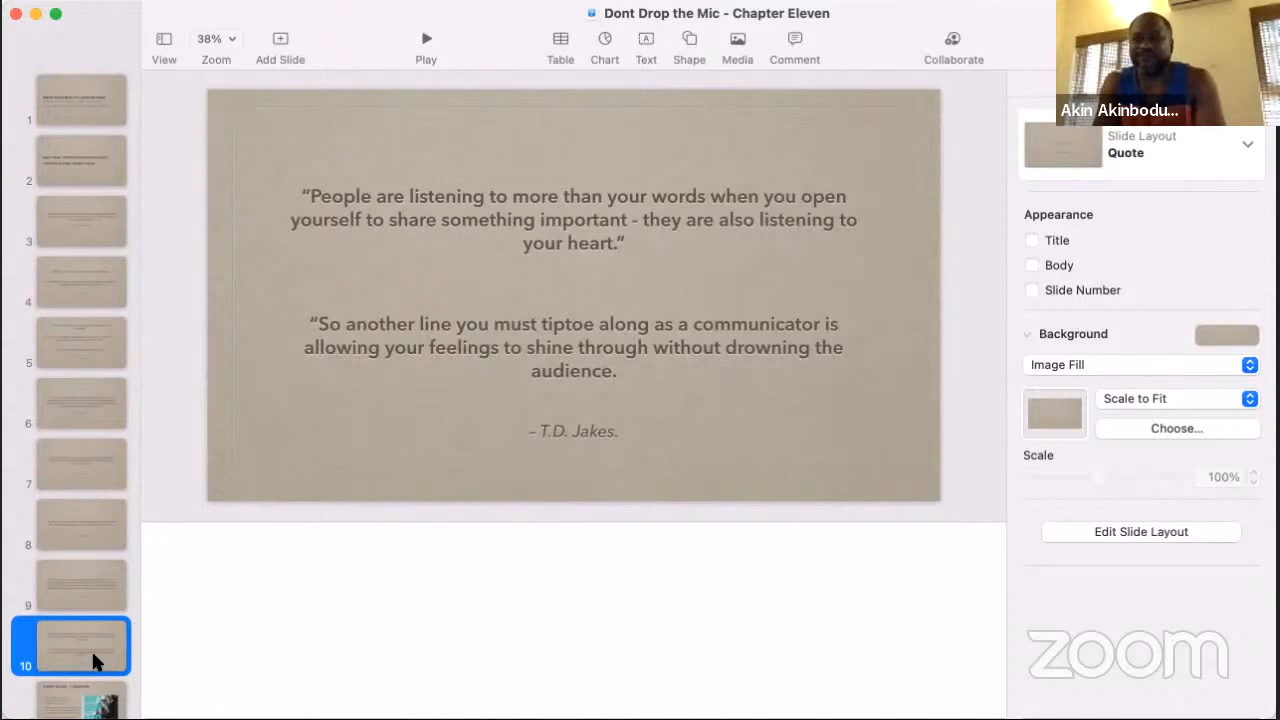 Dont Drop the Mic - Chapter Eleven
38%
View
Zoom
Add Slide
Play
Table
Chart
Text
Shape
Media
Comment
Collaborate
Akin Akinbodu...
1
2
3
4
5
6
7
8
9
10
“People are listening to more than your words when you open
yourself to share something important - they are also listening to
your heart.”
“So another line you must tiptoe along as a communicator is
allowing your feelings to shine through without drowning the
audience.
– T.D. Jakes.
Slide Layout
Quote
Appearance
Title
Body
Slide Number
Background
Image Fill
Scale to Fit
Choose...
Scale
100%
Edit Slide Layout
zoom